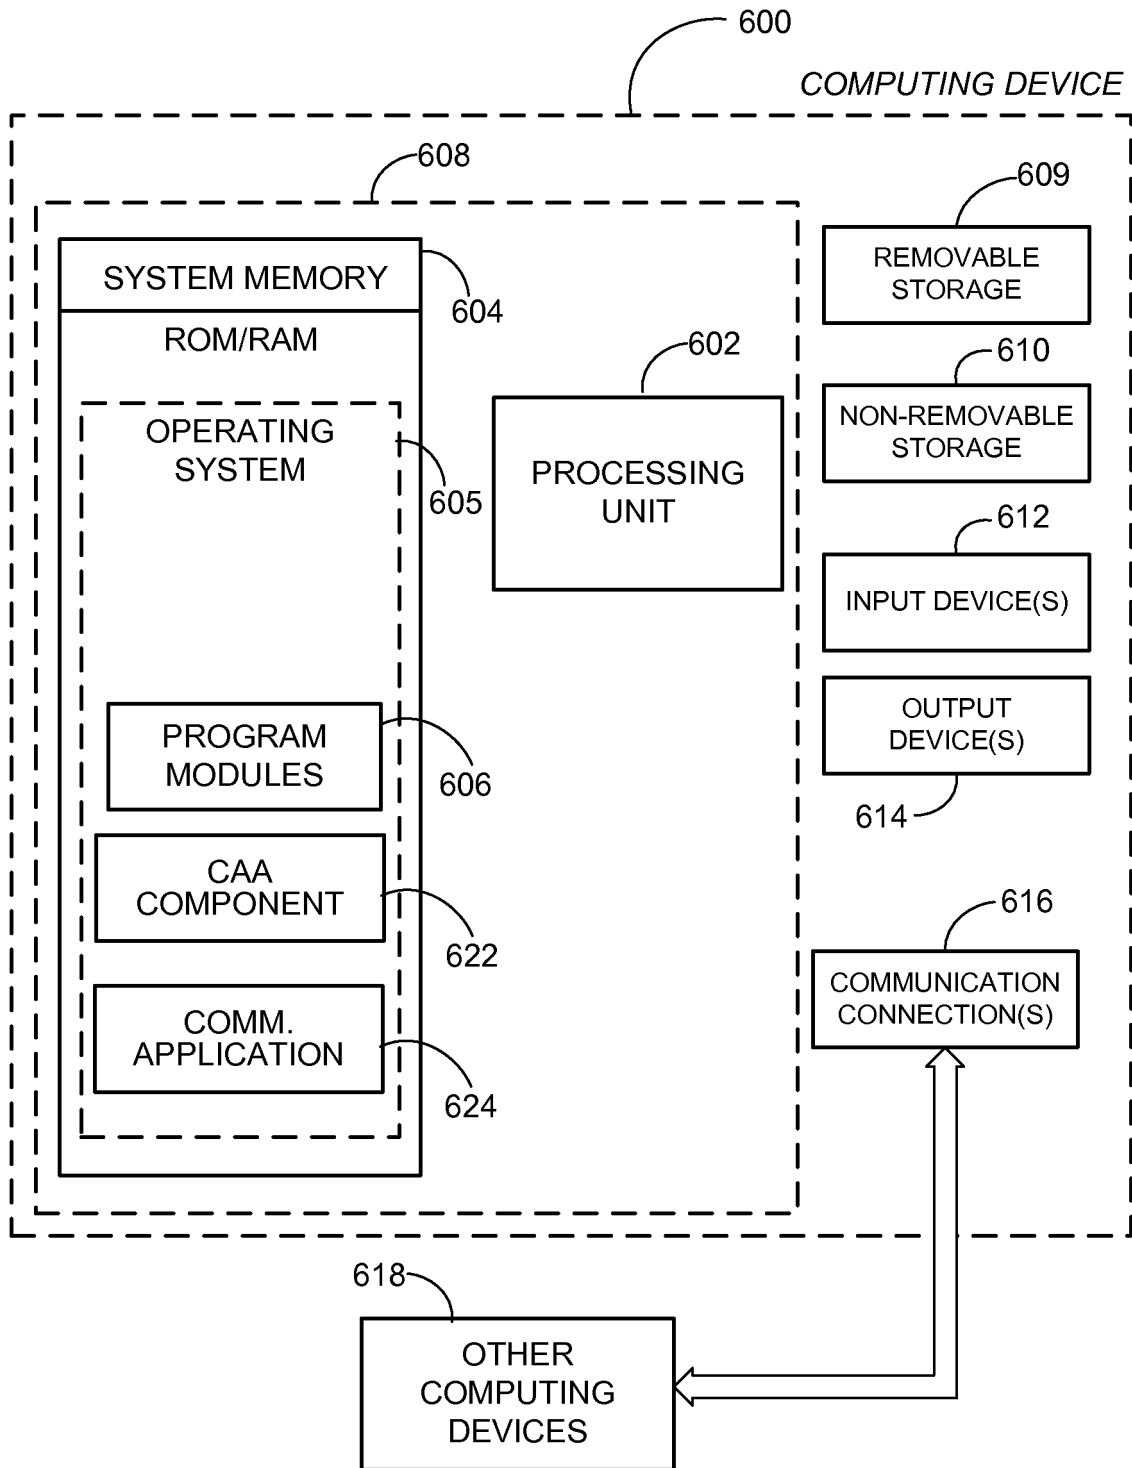 600
COMPUTING DEVICE
608
609
SYSTEM MEMORY
604
ROM/RAM
REMOVABLE
STORAGE
602
610
OPERATING
SYSTEM
605
PROCESSING
UNIT
NON-REMOVABLE
STORAGE
612
INPUT DEVICE(S)
PROGRAM
MODULES
606
OUTPUT
DEVICE(S)
614
CAA
COMPONENT
622
616
COMM.
APPLICATION
624
COMMUNICATION
CONNECTION(S)
618
OTHER
COMPUTING
DEVICES